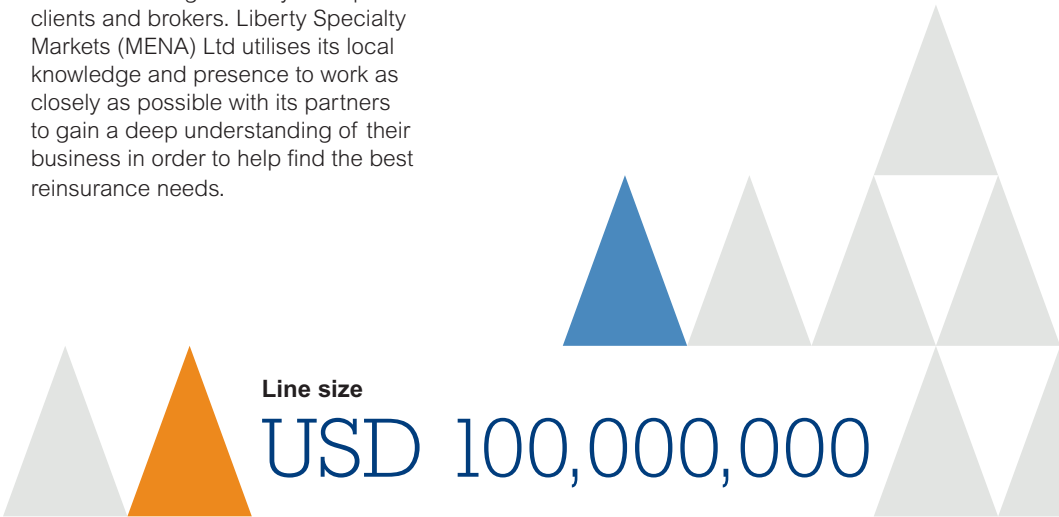 clients and brokers. Liberty Specialty
Markets (MENA) Ltd utilises its local
knowledge and presence to work as
closely as possible with its partners
to gain a deep understanding of their
business in order to help find the best
reinsurance needs.
Line size
USD 100,000,000